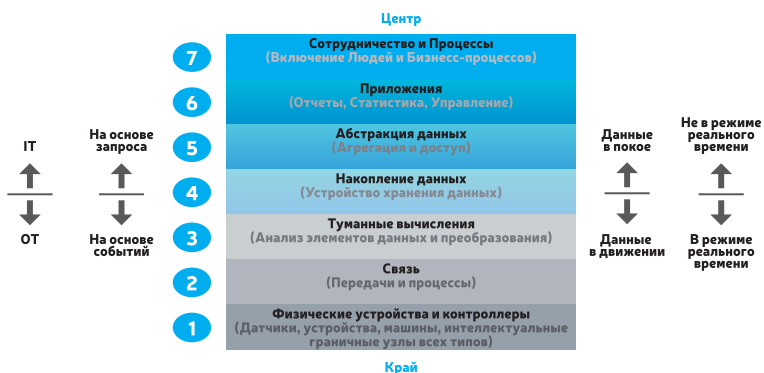 Центр
7
Сотрудничество и Процессы
(Включение Людей и Бизнес-процессов)
6
Приложения
(Отчеты, Статистика, Управление)
5
Абстракция данных
(Агрегация и доступ)
4
Накопление данных
(Устройство хранения данных)
3
Туманные вычисления
(Анализ элементов данных и преобразования)
2
Связь
(Передачи и процессы)
1
Физические устройства и контроллеры
(Датчики, устройства, машины, интеллектуальные
граничные узлы всех типов)
Край
IT
ОТ
На основе
запроса
На основе
событий
Данные
в покое
Данные
в движении
Не в режиме
реального
времени
В режиме
реального
времени